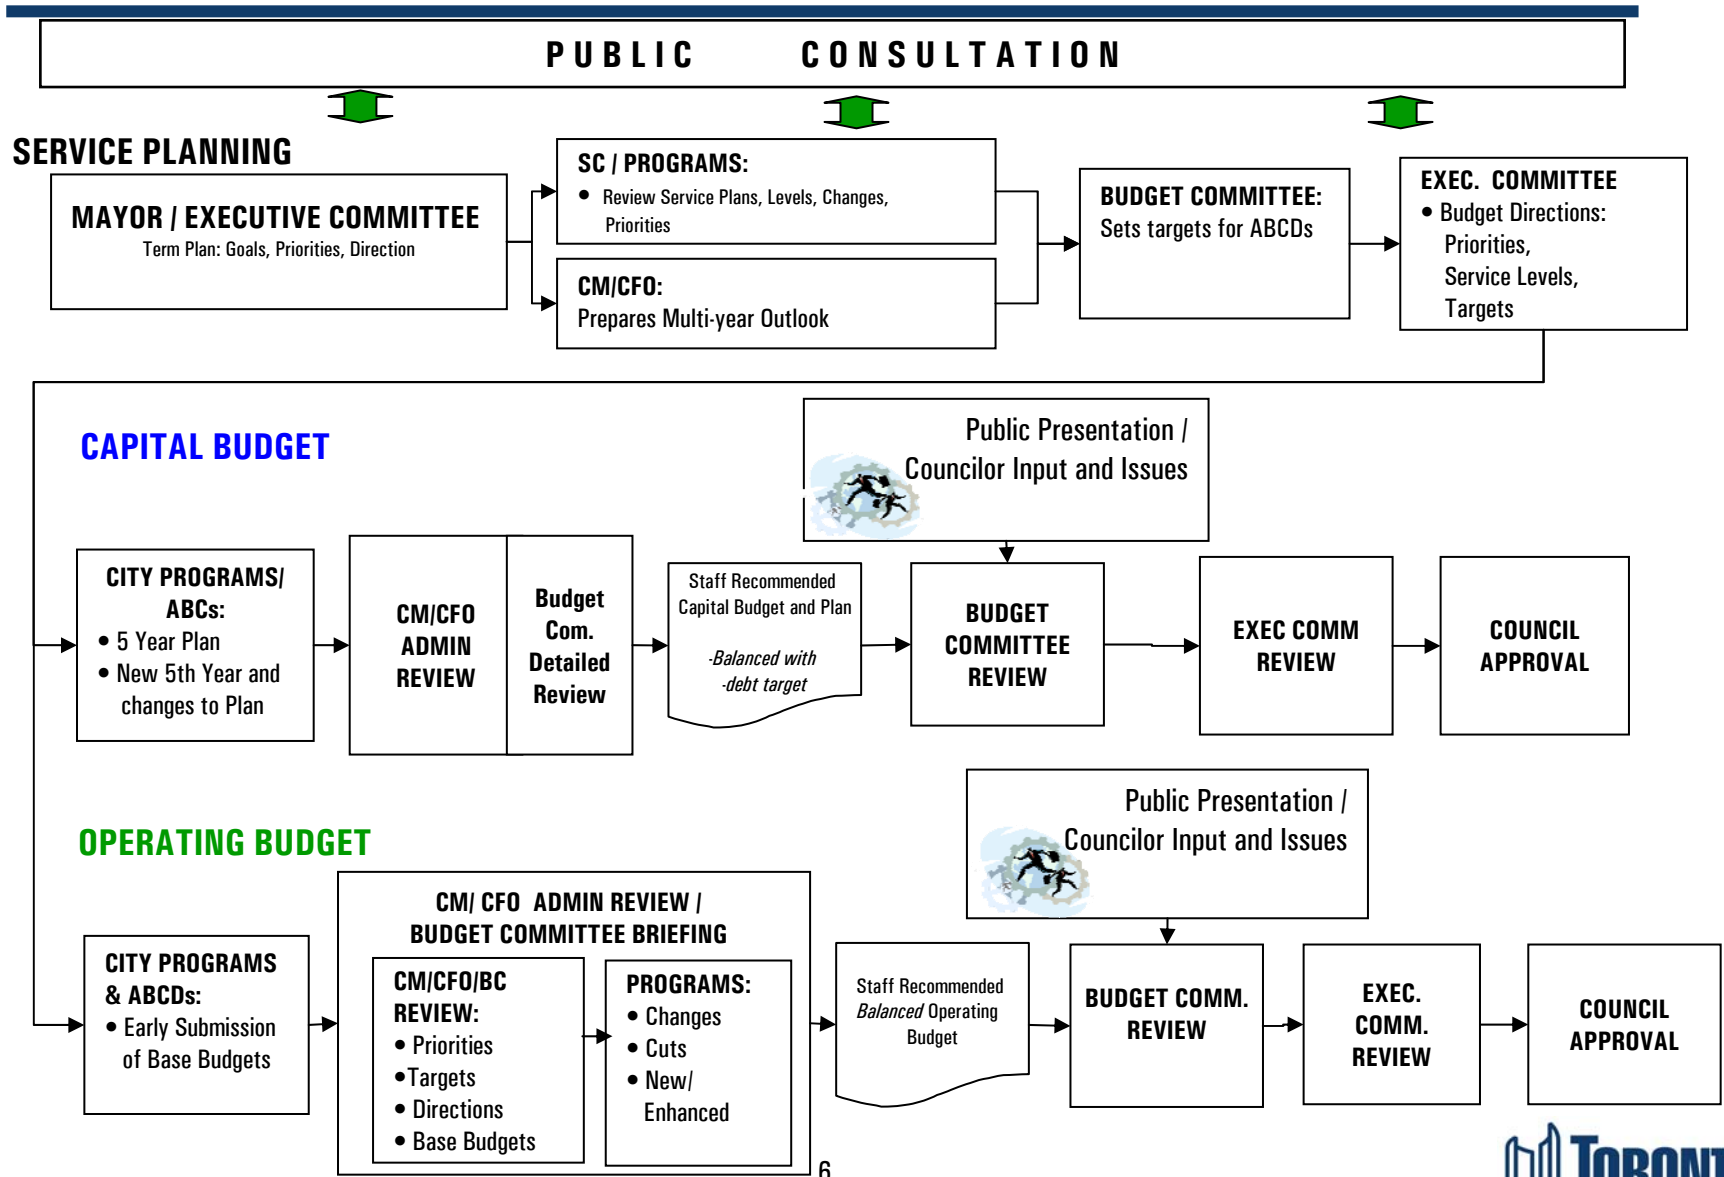 PUBLIC CONSULTATION
SERVICE PLANNING
MAYOR / EXECUTIVE COMMITTEE
Term Plan: Goals, Priorities, Direction
SC / PROGRAMS:
• Review Service Plans, Levels, Changes,
Priorities
CM/CFO:
Prepares Multi-year Outlook
BUDGET COMMITTEE:
Sets targets for ABCDs
EXEC. COMMITTEE
• Budget Directions:
Priorities,
Service Levels,
Targets
CAPITAL BUDGET
Public Presentation /
Councilor Input and Issues
CITY PROGRAMS/
ABCs:
• 5 Year Plan
• New 5th Year and
changes to Plan
CM/CFO
ADMIN
REVIEW
Budget
Com.
Detailed
Review
Staff Recommended
Capital Budget and Plan
-Balanced with
-debt target
BUDGET
COMMITTEE
REVIEW
EXEC COMM
REVIEW
COUNCIL
APPROVAL
OPERATING BUDGET
Public Presentation /
Councilor Input and Issues
CITY PROGRAMS
& ABCDs:
• Early Submission
of Base Budgets
CM/ CFO ADMIN REVIEW /
BUDGET COMMITTEE BRIEFING
CM/CFO/BC
REVIEW:
• Priorities
•Targets
• Directions
• Base Budgets
PROGRAMS:
• Changes
• Cuts
• New/
Enhanced
Staff Recommended
Balanced Operating
Budget
BUDGET COMM.
REVIEW
EXEC.
COMM.
REVIEW
COUNCIL
APPROVAL
6
TORONT